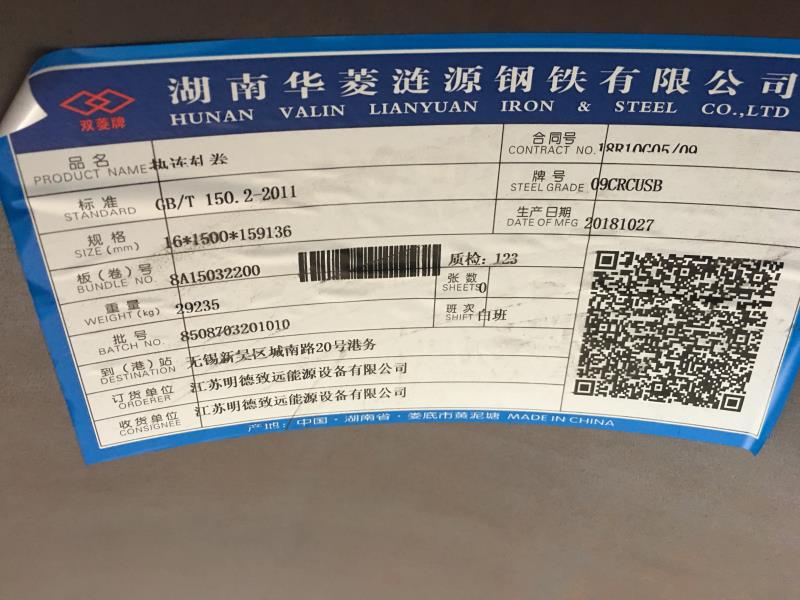 湖南华菱涟源钢铁有限公司
双菱牌 HUNAN VALIN LIANYUAN IRON & STEEL CO.,LTD
品名 PRODUCT NAME 热连轧卷 合同号 CONTRACT NO.
标准 STANDARD GB/T 150.2-2011 牌号 STEEL GRADE 09CRCUSB
规格 SIZE(mm) 16*1500*159136 生产日期 DATE OF MFG 20181027
板(卷)号 BUNDLE NO. 8A15032200 质检: 123
重量 WEIGHT(kg) 29235 张数 SHEETS 0
批号 BATCH NO. 8508703201010 班次 SHIFT 白班
到(港)站 DESTINATION 无锡新吴区城南路20号港务
订货单位 ORDERER 江苏明德致远能源设备有限公司
收货单位 CONSIGNEE 江苏明德致远能源设备有限公司
产地: 中国·湖南省·娄底市黄泥塘 MADE IN CHINA